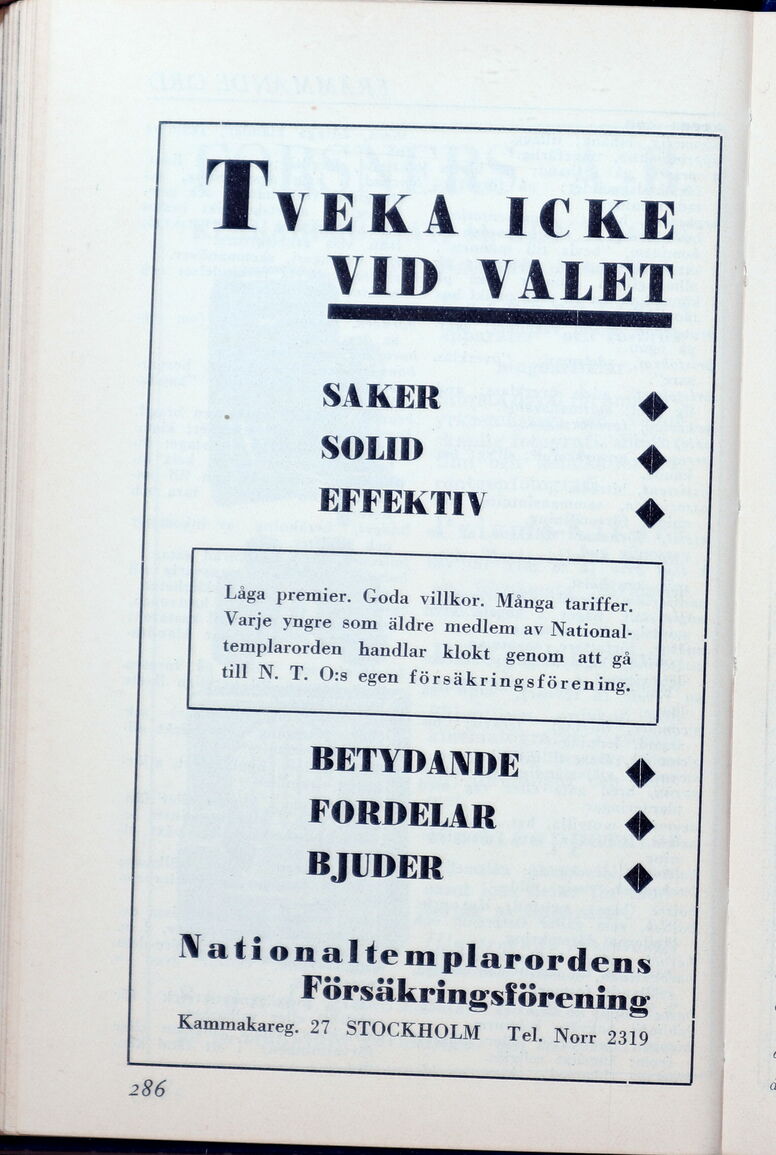 TVEKA ICKE
VID VALET
SAKER
SOLID
EFFEKTIV
Låga premier. Goda villkor. Många tariffer.
Varje yngre som äldre medlem av National-
templarorden handlar klokt genom att gå
till N. T. O:s egen försäkringsförening.
BETYDANDE
FORDELAR
BJUDER
Nationaltemplarordens
Försäkringsförening
Kammakareg. 27 STOCKHOLM Tel. Norr 2319
286